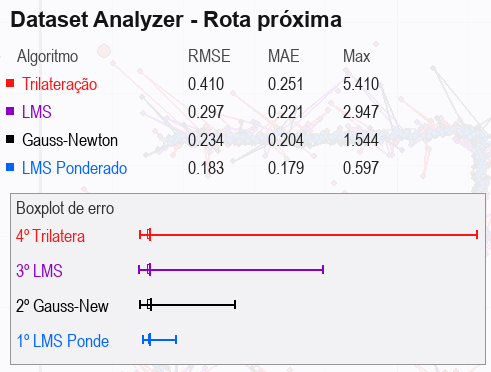 Dataset Analyzer - Rota próxima
Algoritmo RMSE MAE Max
Trilateração 0.410 0.251 5.410
LMS 0.297 0.221 2.947
Gauss-Newton 0.234 0.204 1.544
LMS Ponderado 0.183 0.179 0.597
Boxplot de erro
4º Trilatera
3º LMS
2º Gauss-New
1º LMS Ponde